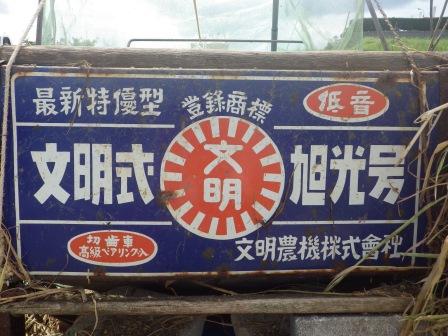 最新特優型
登錄商標
低音
文明式
文明
旭光号
切歯車
高級ベアリング入
文明農機株式會社